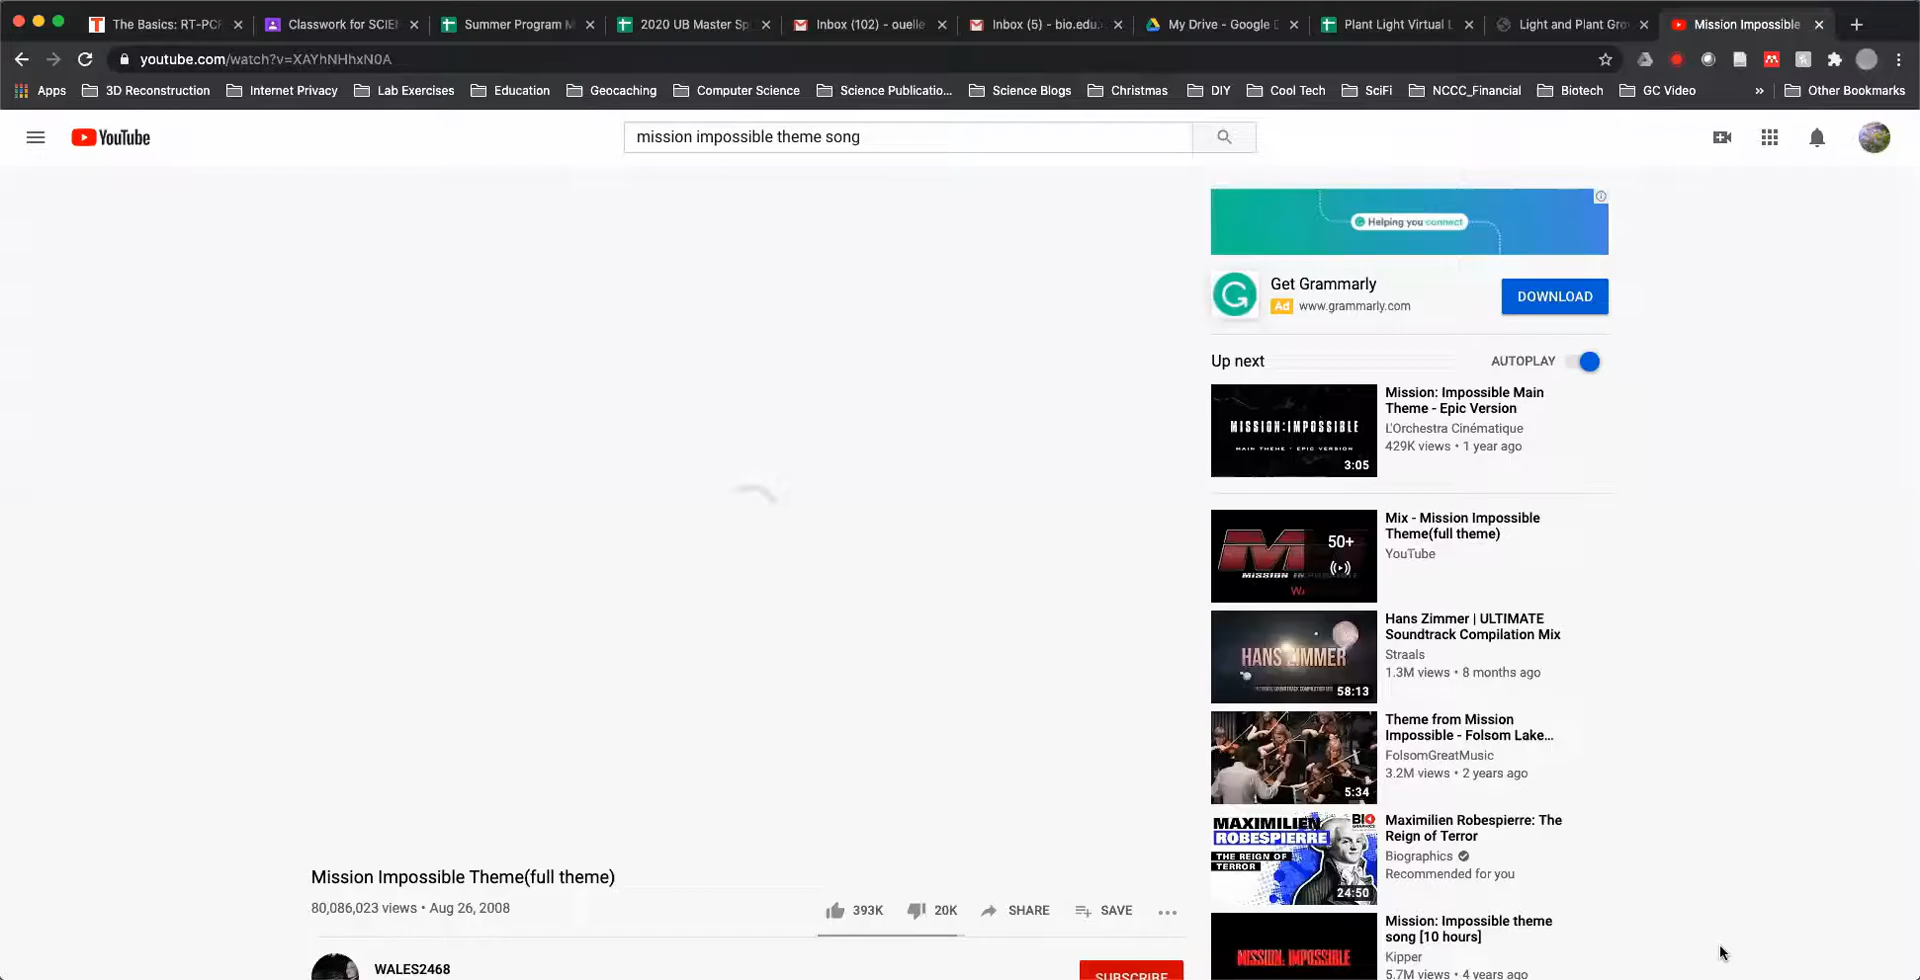 The Basics: RT-PCR
Classwork for SCIE
Summer Program M
2020 UB Master Sp
Inbox (102) - ouelle
Inbox (5) - bio.edu.
My Drive - Google D
Plant Light Virtual L
Light and Plant Gro
Mission Impossible
youtube.com/watch?v=XAYhNHhxN0A
Apps
3D Reconstruction
Internet Privacy
Lab Exercises
Education
Geocaching
Computer Science
Science Publicatio...
Science Blogs
Christmas
DIY
Cool Tech
SciFi
NCCC_Financial
Biotech
GC Video
»
Other Bookmarks
YouTube
mission impossible theme song
Helping you connect
Get Grammarly
Ad www.grammarly.com
DOWNLOAD
Up next
AUTOPLAY
MISSION:IMPOSSIBLE
MAIN THEME - EPIC VERSION
3:05
Mission: Impossible Main
Theme - Epic Version
L'Orchestra Cinématique
429K views • 1 year ago
50+
Mix - Mission Impossible
Theme(full theme)
YouTube
HANS ZIMMER
58:13
Hans Zimmer | ULTIMATE
Soundtrack Compilation Mix
Straals
1.3M views • 8 months ago
5:34
Theme from Mission
Impossible - Folsom Lake...
FolsomGreatMusic
3.2M views • 2 years ago
MAXIMILIEN
ROBESPIERRE
THE REIGN OF
TERROR
24:50
Maximilien Robespierre: The
Reign of Terror
Biographics
Recommended for you
MISSION: IMPOSSIBLE
Mission: Impossible theme
song [10 hours]
Kipper
5.7M views • 4 years ago
Mission Impossible Theme(full theme)
80,086,023 views • Aug 26, 2008
393K
20K
SHARE
SAVE
WALES2468
SUBSCRIBE